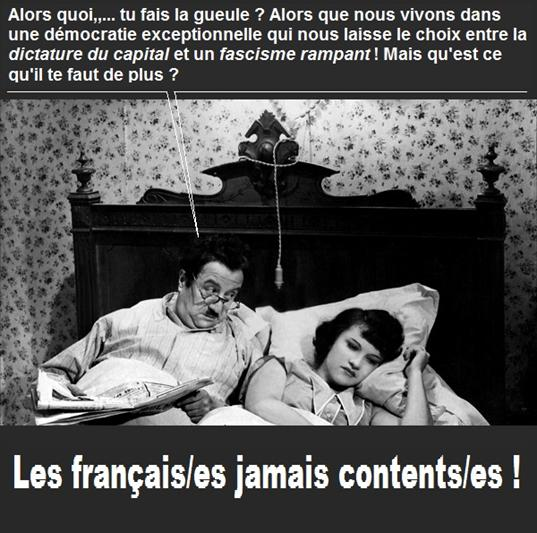 Alors quoi,,... tu fais la gueule ? Alors que nous vivons dans
une démocratie exceptionnelle qui nous laisse le choix entre la
dictature du capital et un fascisme rampant ! Mais qu'est ce
qu'il te faut de plus ?
Les français/es jamais contents/es !